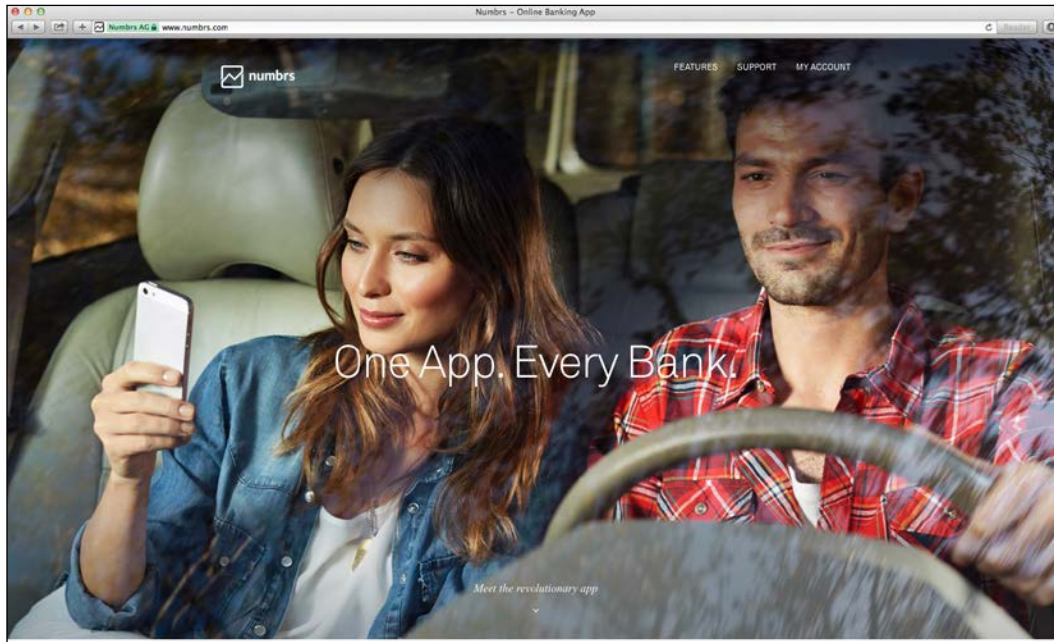 Numbrs – Online Banking App
Numbrs AG www.numbrs.com
Reader
numbrs
FEATURES SUPPORT MY ACCOUNT
One App. Every Bank.
Meet the revolutionary app